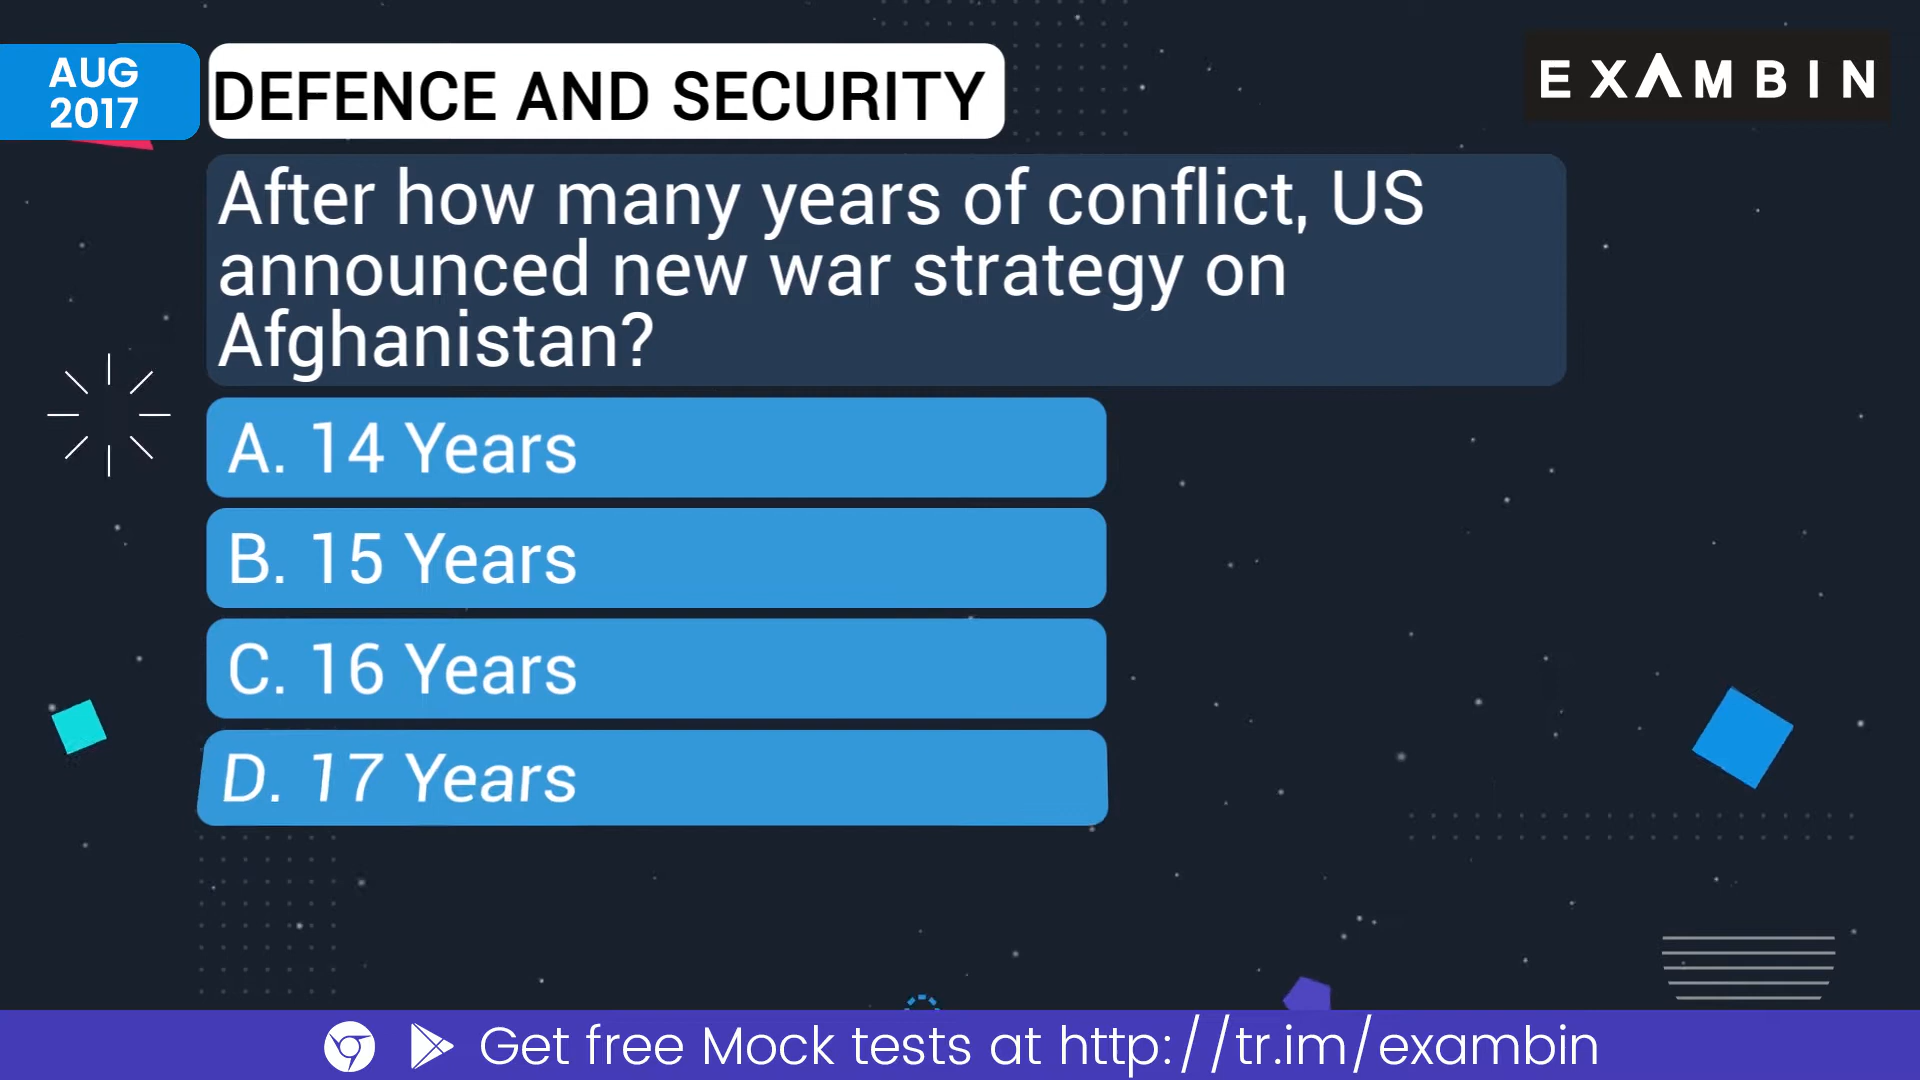 AUG
2017
DEFENCE AND SECURITY
EXAMBIN
After how many years of conflict, US
announced new war strategy on
Afghanistan?
A. 14 Years
B. 15 Years
C. 16 Years
D. 17 Years
Get free Mock tests at http://tr.im/exambin